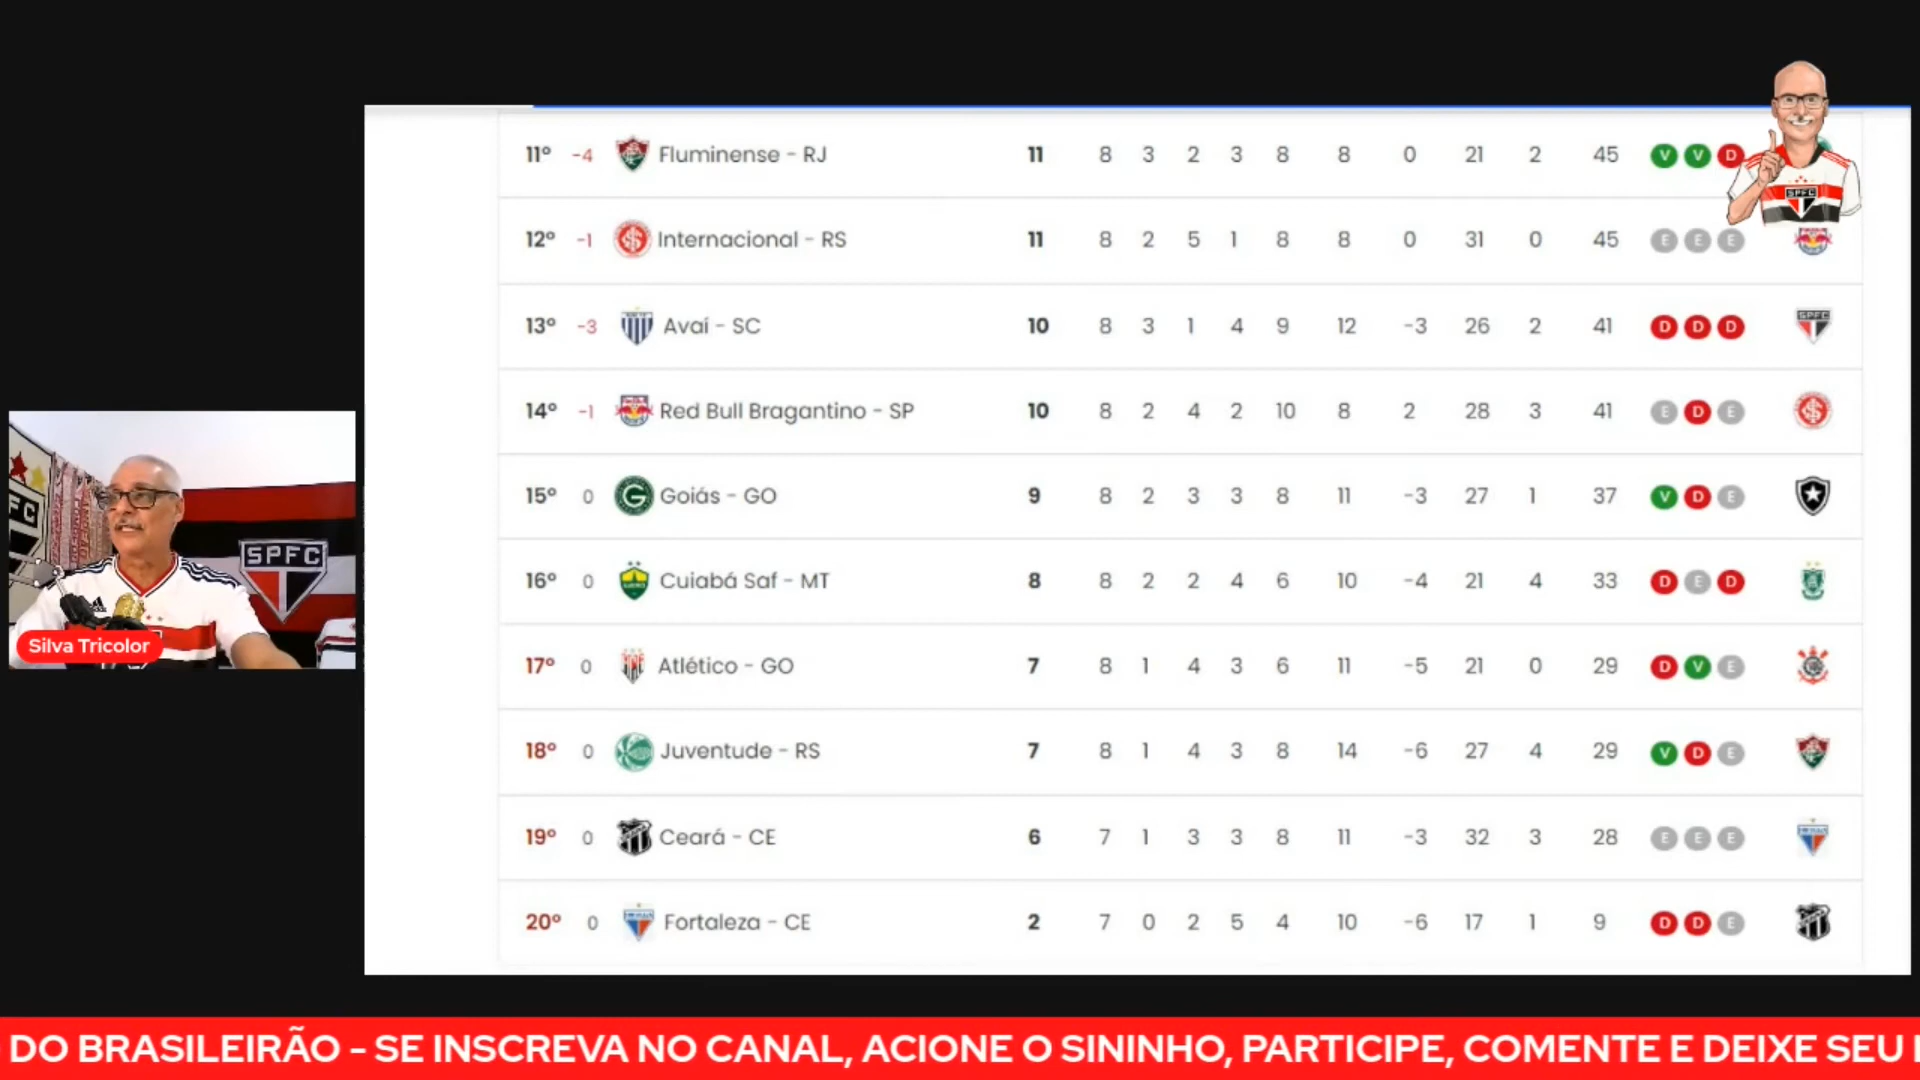 11º -4 Fluminense - RJ 11 8 3 2 3 8 8 0 21 2 45 V V D
SPFC
12º -1 Internacional - RS 11 8 2 5 1 8 8 0 31 0 45 E E E
13º -3 Avaí - SC 10 8 3 1 4 9 12 -3 26 2 41 D D D SPFC
14º -1 Red Bull Bragantino - SP 10 8 2 4 2 10 8 2 28 3 41 E D E
15º 0 Goiás - GO 9 8 2 3 3 8 11 -3 27 1 37 V D E
16º 0 Cuiabá Saf - MT 8 8 2 2 4 6 10 -4 21 4 33 D E D
17º 0 Atlético - GO 7 8 1 4 3 6 11 -5 21 0 29 D V E
18º 0 Juventude - RS 7 8 1 4 3 8 14 -6 27 4 29 V D E
19º 0 Ceará - CE 6 7 1 3 3 8 11 -3 32 3 28 E E E
20º 0 Fortaleza - CE 2 7 0 2 5 4 10 -6 17 1 9 D D E
FC
SPFC
Silva Tricolor
DO BRASILEIRÃO - SE INSCREVA NO CANAL, ACIONE O SININHO, PARTICIPE, COMENTE E DEIXE SEU